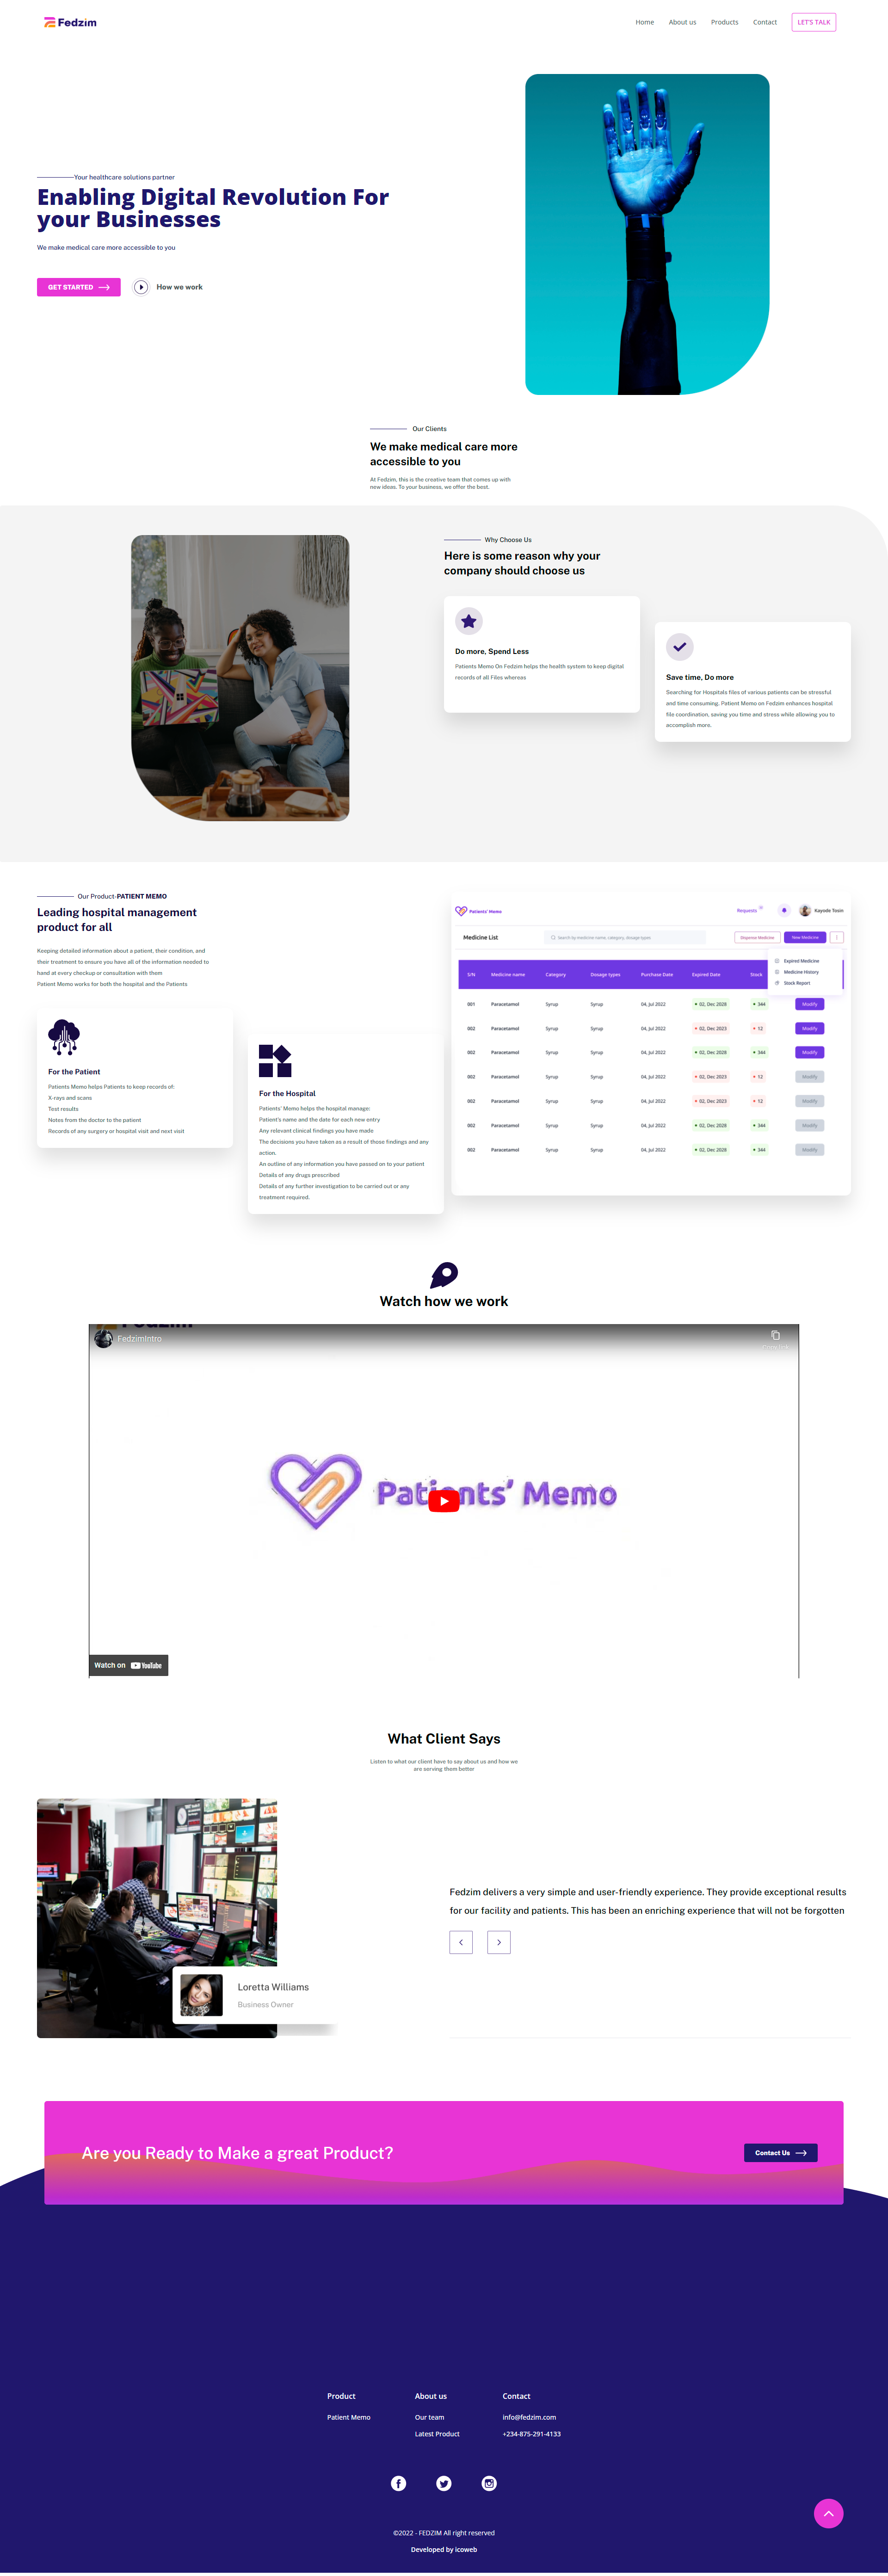 Fedzim
Home About us Products Contact LET'S TALK
Your healthcare solutions partner
Enabling Digital Revolution For
your Businesses
We make medical care more accessible to you
GET STARTED
How we work
Our Clients
We make medical care more
accessible to you
At Fedzim, this is the creative team that comes up with
new ideas. To your business, we offer the best.
Why Choose Us
Here is some reason why your
company should choose us
Do more, Spend Less
Patients Memo On Fedzim helps the health system to keep digital
records of all Files whereas
Save time, Do more
Searching for Hospitals files of various patients can be stressful
and time consuming. Patient Memo on Fedzim enhances hospital
file coordination, saving you time and stress while allowing you to
accomplish more.
Our Product-PATIENT MEMO
Leading hospital management
product for all
Keeping detailed information about a patient, their condition, and
their treatment to ensure you have all of the information needed to
hand at every checkup or consultation with them
Patient Memo works for both the hospital and the Patients
For the Patient
Patients Memo helps Patients to keep records of:
X-rays and scans
Test results
Notes from the doctor to the patient
Records of any surgery or hospital visit and next visit
For the Hospital
Patients' Memo helps the hospital manage:
Patient's name and the date for each new entry
Any relevant clinical findings you have made
The decisions you have taken as a result of those findings and any
action.
An outline of any information you have passed on to your patient
Details of any drugs prescribed
Details of any further investigation to be carried out or any
treatment required.
Patients' Memo
Requests
Kayode Tosin
Medicine List
Search by medicine name, category, dosage types
Dispense Medicine
New Medicine
Expired Medicine
Medicine History
Stock Report
S/N Medicine name Category Dosage types Purchase Date Expired Date Stock
001 Paracetamol Syrup Syrup 04, Jul 2022 02, Dec 2028 344 Modify
002 Paracetamol Syrup Syrup 04, Jul 2022 02, Dec 2023 12 Modify
002 Paracetamol Syrup Syrup 04, Jul 2022 02, Dec 2028 344 Modify
002 Paracetamol Syrup Syrup 04, Jul 2022 02, Dec 2023 12 Modify
002 Paracetamol Syrup Syrup 04, Jul 2022 02, Dec 2023 12 Modify
002 Paracetamol Syrup Syrup 04, Jul 2022 02, Dec 2028 344 Modify
002 Paracetamol Syrup Syrup 04, Jul 2022 02, Dec 2028 344 Modify
Watch how we work
FedzimIntro
Patients' Memo
Watch on YouTube
What Client Says
Listen to what our client have to say about us and how we
are serving them better
Fedzim delivers a very simple and user-friendly experience. They provide exceptional results
for our facility and patients. This has been an enriching experience that will not be forgotten
Loretta Williams
Business Owner
Are you Ready to Make a great Product?
Contact Us
Product About us Contact
Patient Memo Our team info@fedzim.com
Latest Product +234-875-291-4133
©2022 - FEDZIM All right reserved
Developed by icoweb